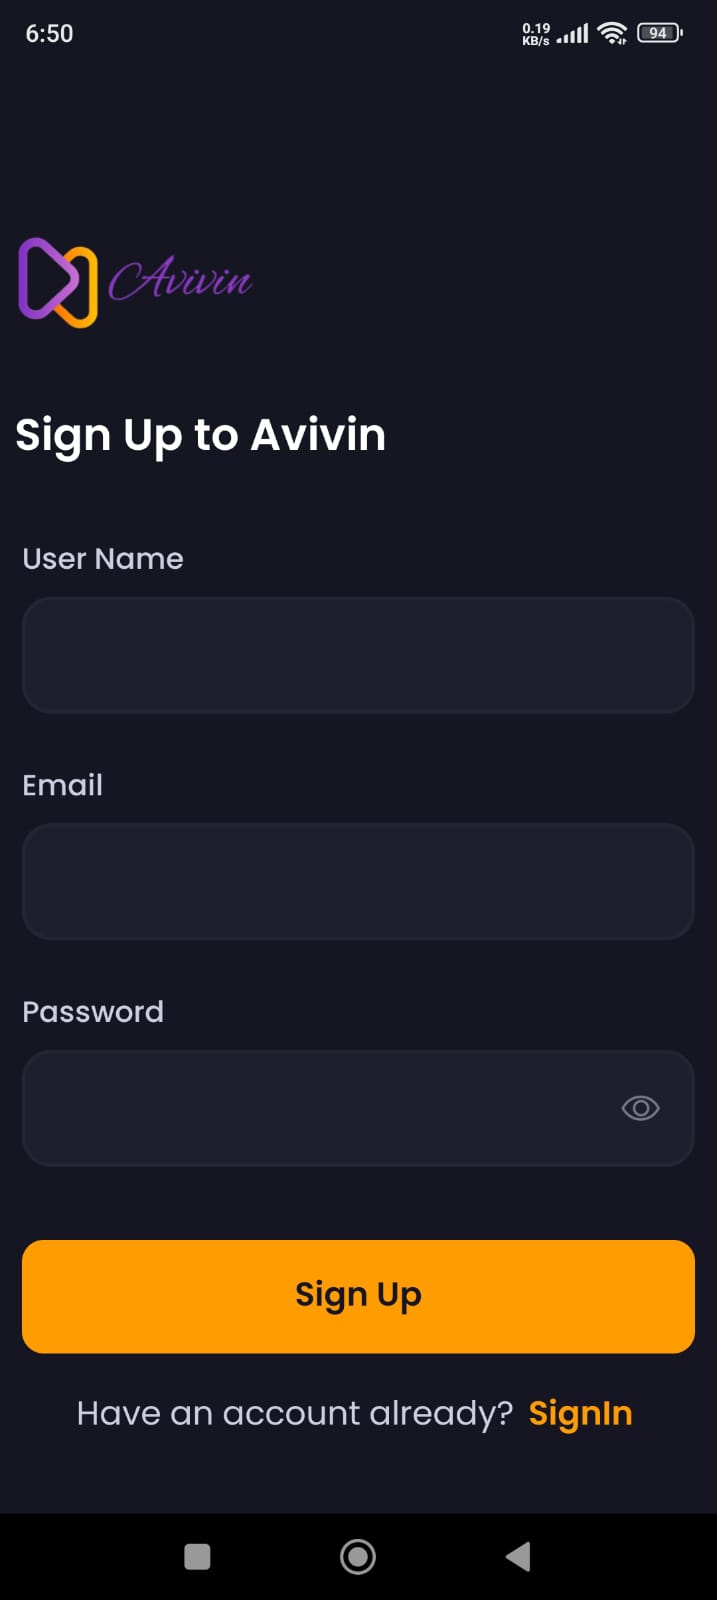 6:50
0.19
KB/s
94
Avivin
Sign Up to Avivin
User Name
Email
Password
Sign Up
Have an account already? SignIn